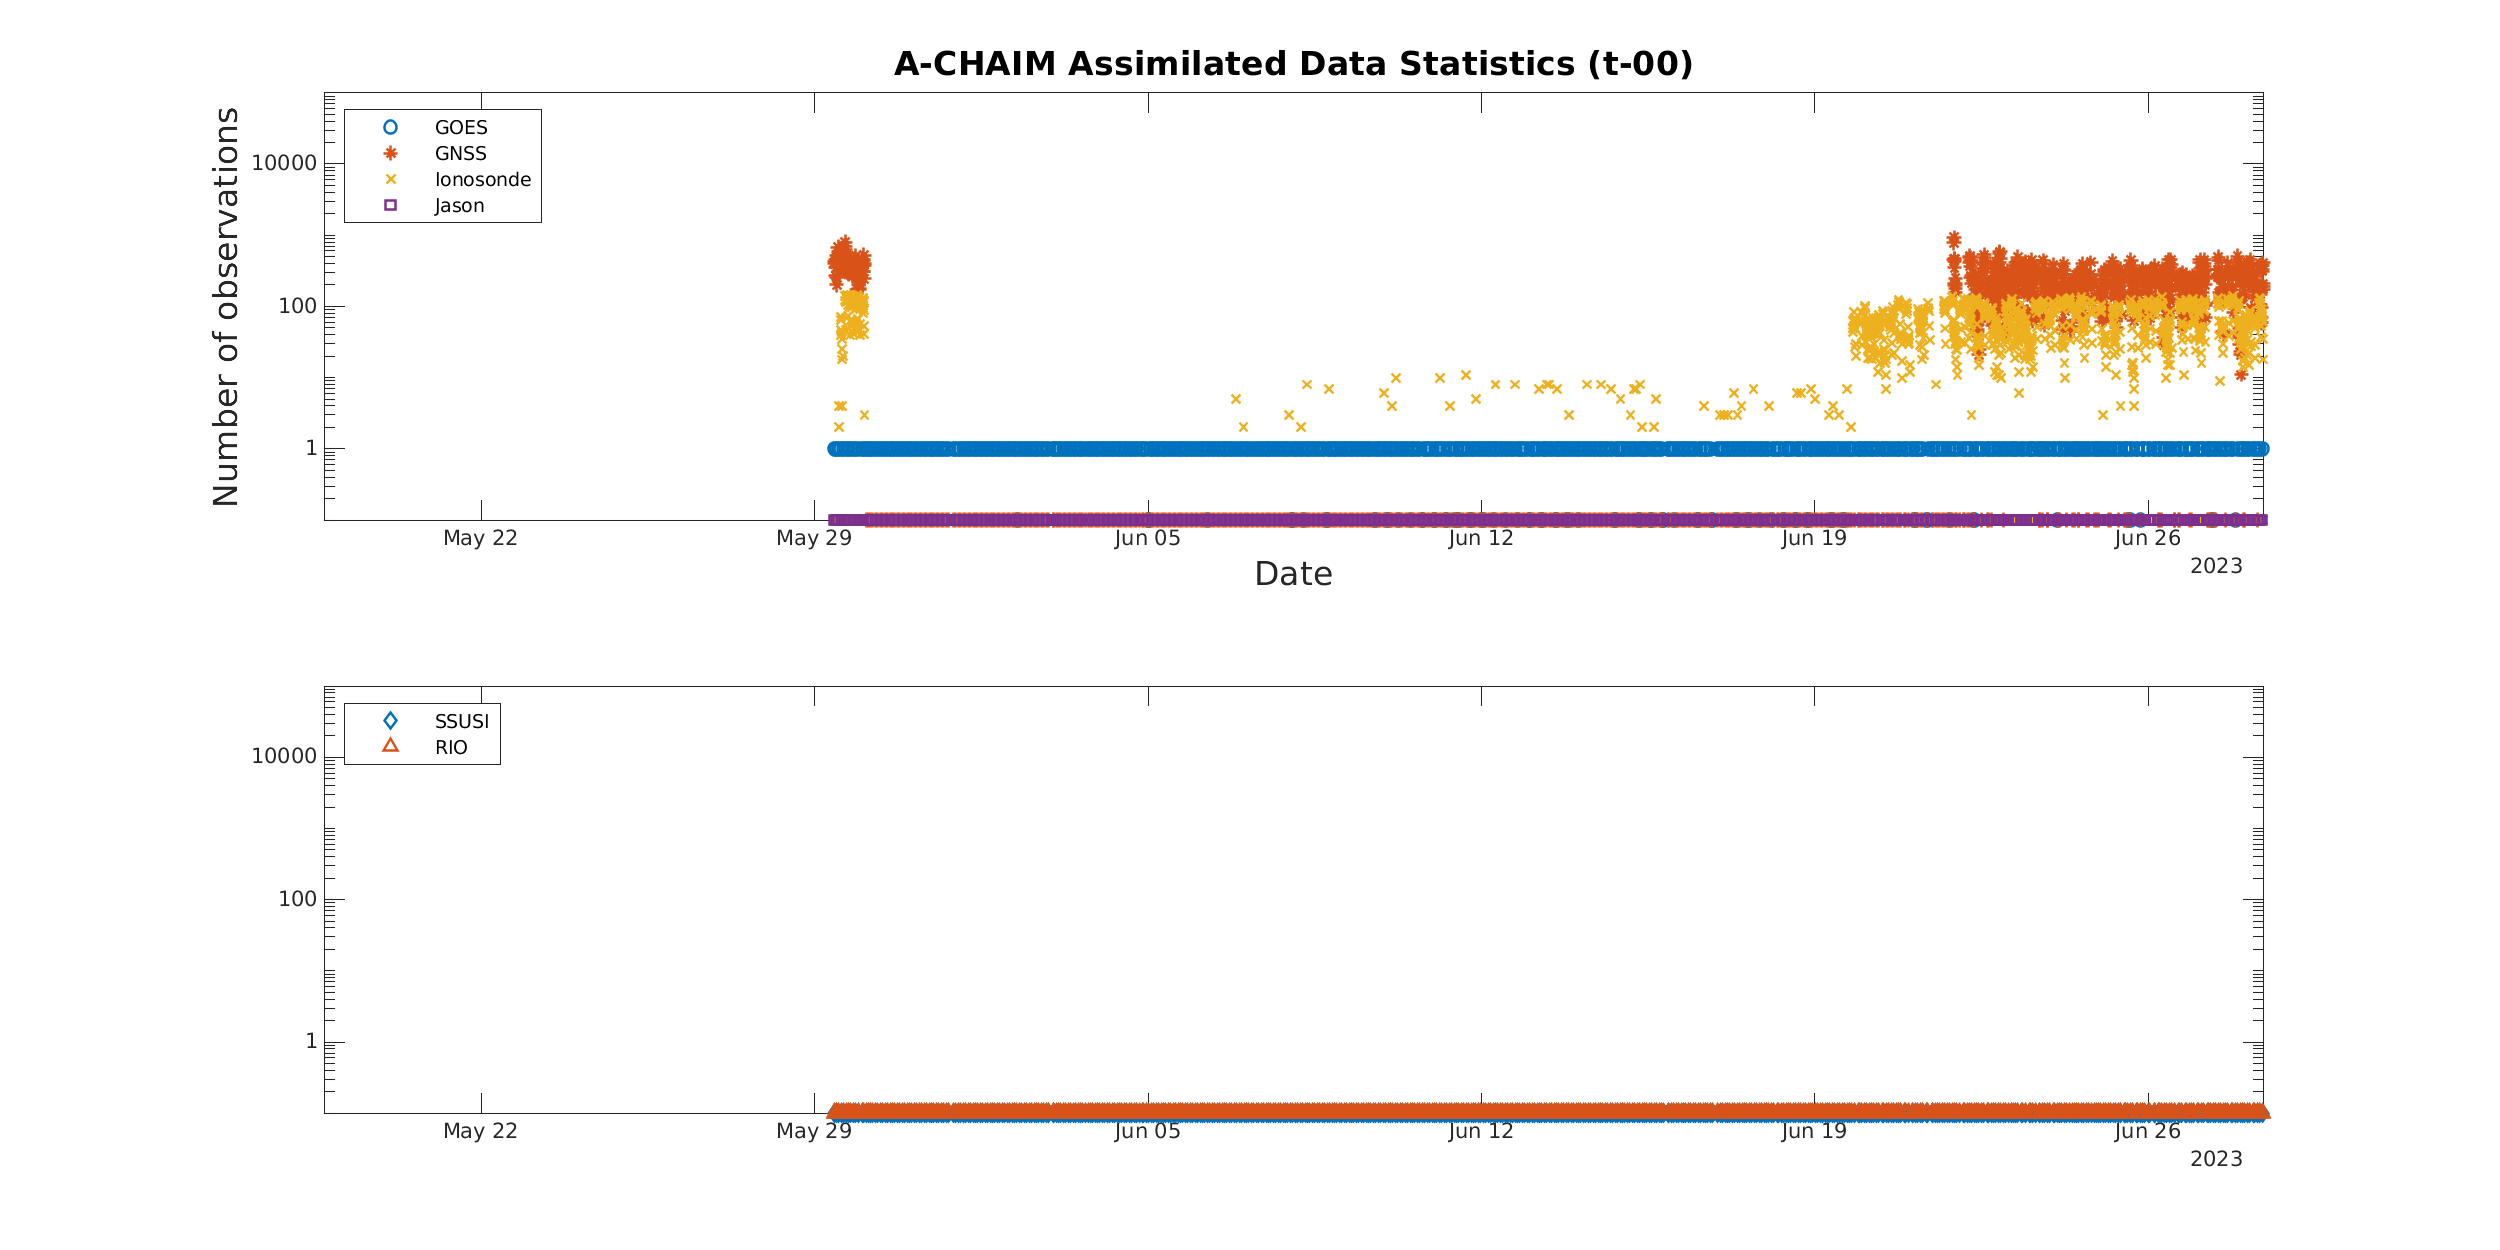 A-CHAIM Assimilated Data Statistics (t-00)
Number of observations
GOES
GNSS
Ionosonde
Jason
10000
100
1
May 22
May 29
Jun 05
Jun 12
Jun 19
Jun 26
2023
Date
SSUSI
RIO
10000
100
1
May 22
May 29
Jun 05
Jun 12
Jun 19
Jun 26
2023